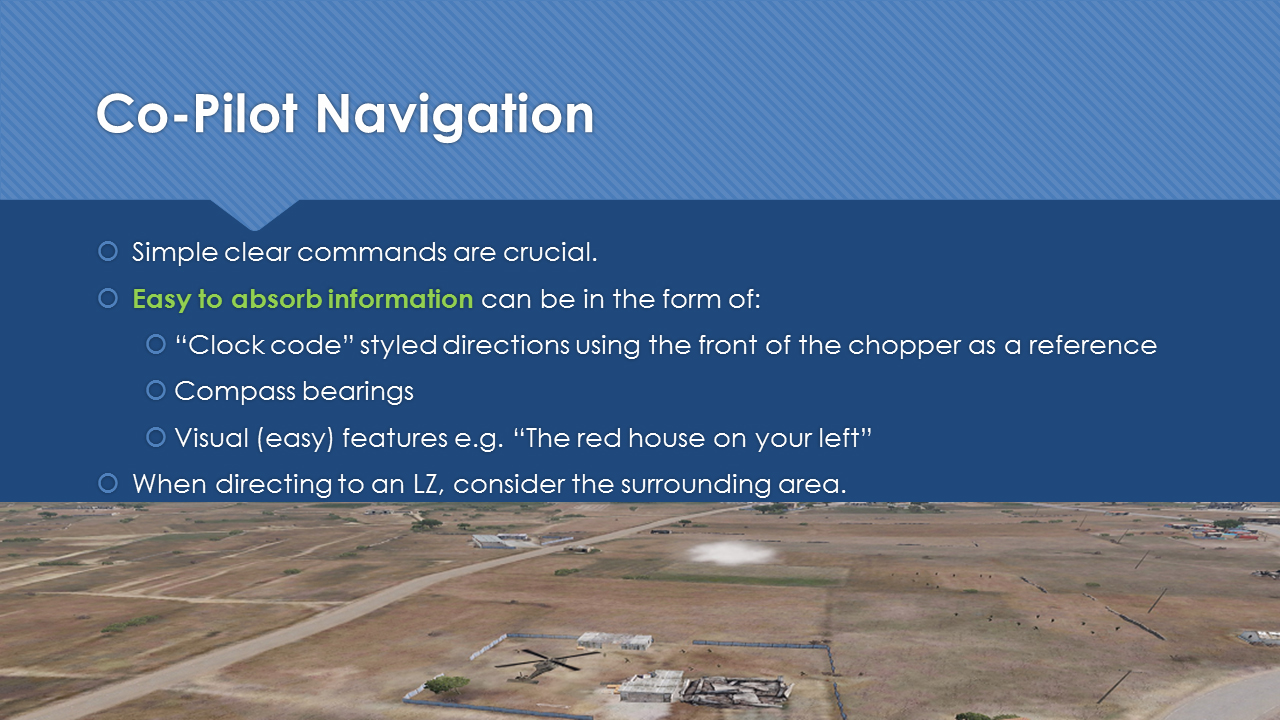 Co-Pilot Navigation
Simple clear commands are crucial.
Easy to absorb information can be in the form of:
“Clock code” styled directions using the front of the chopper as a reference
Compass bearings
Visual (easy) features e.g. “The red house on your left”
When directing to an LZ, consider the surrounding area.